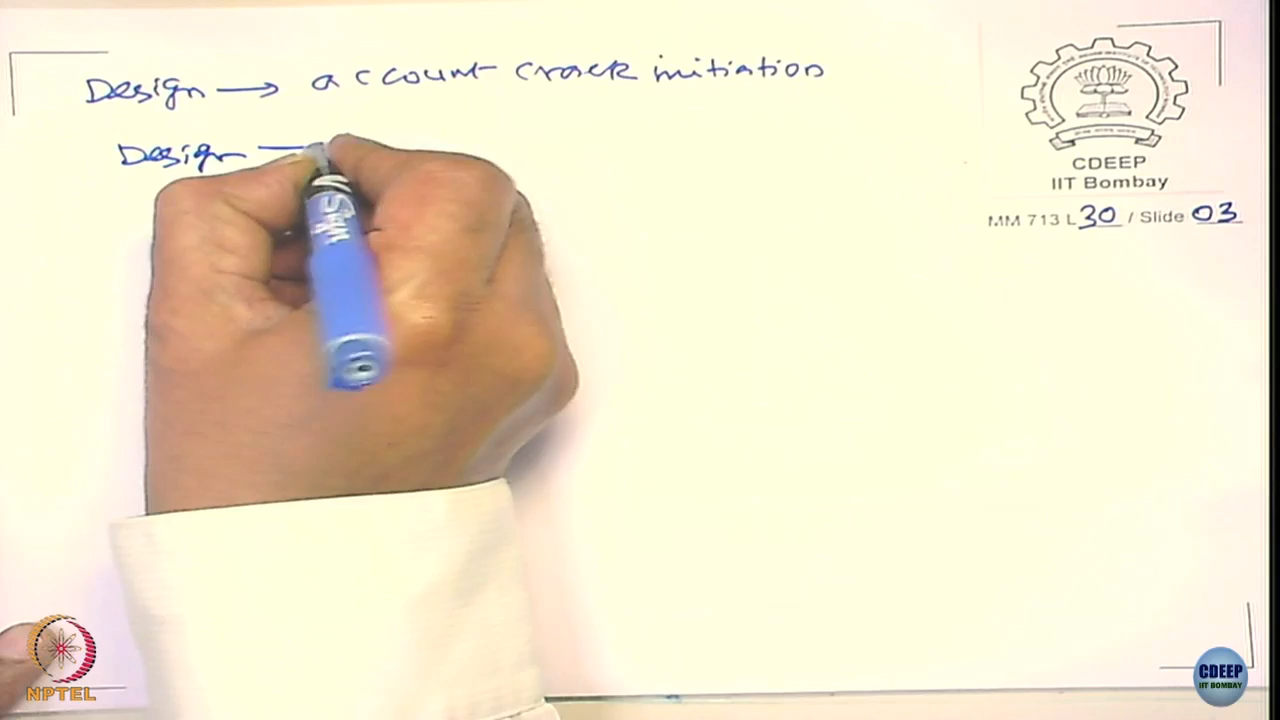 Design → account crack initiation
Design —
CDEEP
IIT Bombay
MM 713 L30 / Slide 03
NPTEL
CDEEP
IIT BOMBAY